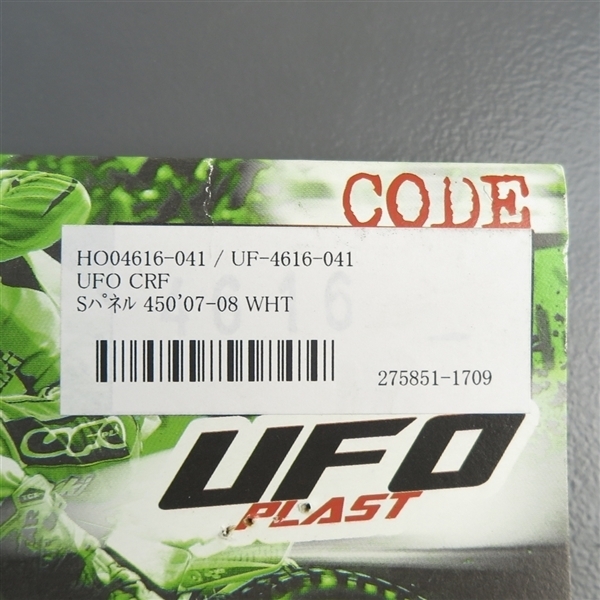 CODE
HO04616-041 / UF-4616-041
UFO CRF
Sﾊﾟﾈﾙ 450'07-08 WHT
4616
275851-1709
UFO
PLAST